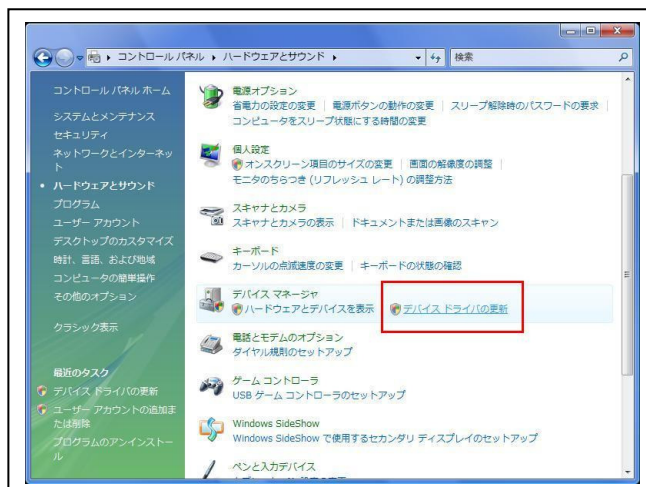 コントロール パネル ▸ ハードウェアとサウンド ▸
検索
コントロール パネル ホーム
システムとメンテナンス
セキュリティ
ネットワークとインターネッ
ト
ハードウェアとサウンド
プログラム
ユーザー アカウント
デスクトップのカスタマイズ
時計、言語、および地域
コンピュータの簡単操作
その他のオプション
クラシック表示
最近のタスク
デバイス ドライバの更新
ユーザー アカウントの追加ま
たは削除
プログラムのアンインストー
ル
電源オプション
省電力の設定の変更 | 電源ボタンの動作の変更 | スリープ解除時のパスワードの要求
コンピュータをスリープ状態にする時間の変更
個人設定
オンスクリーン項目のサイズの変更 | 画面の解像度の調整
モニタのちらつき (リフレッシュ レート) の調整方法
スキャナとカメラ
スキャナとカメラの表示 | ドキュメントまたは画像のスキャン
キーボード
カーソルの点滅速度の変更 | キーボードの状態の確認
デバイス マネージャ
ハードウェアとデバイスを表示 デバイス ドライバの更新
電話とモデムのオプション
ダイヤル規則のセットアップ
ゲーム コントローラ
USB ゲーム コントローラのセットアップ
Windows SideShow
Windows SideShow で使用するセカンダリ ディスプレイのセットアップ
ペンと入力デバイス